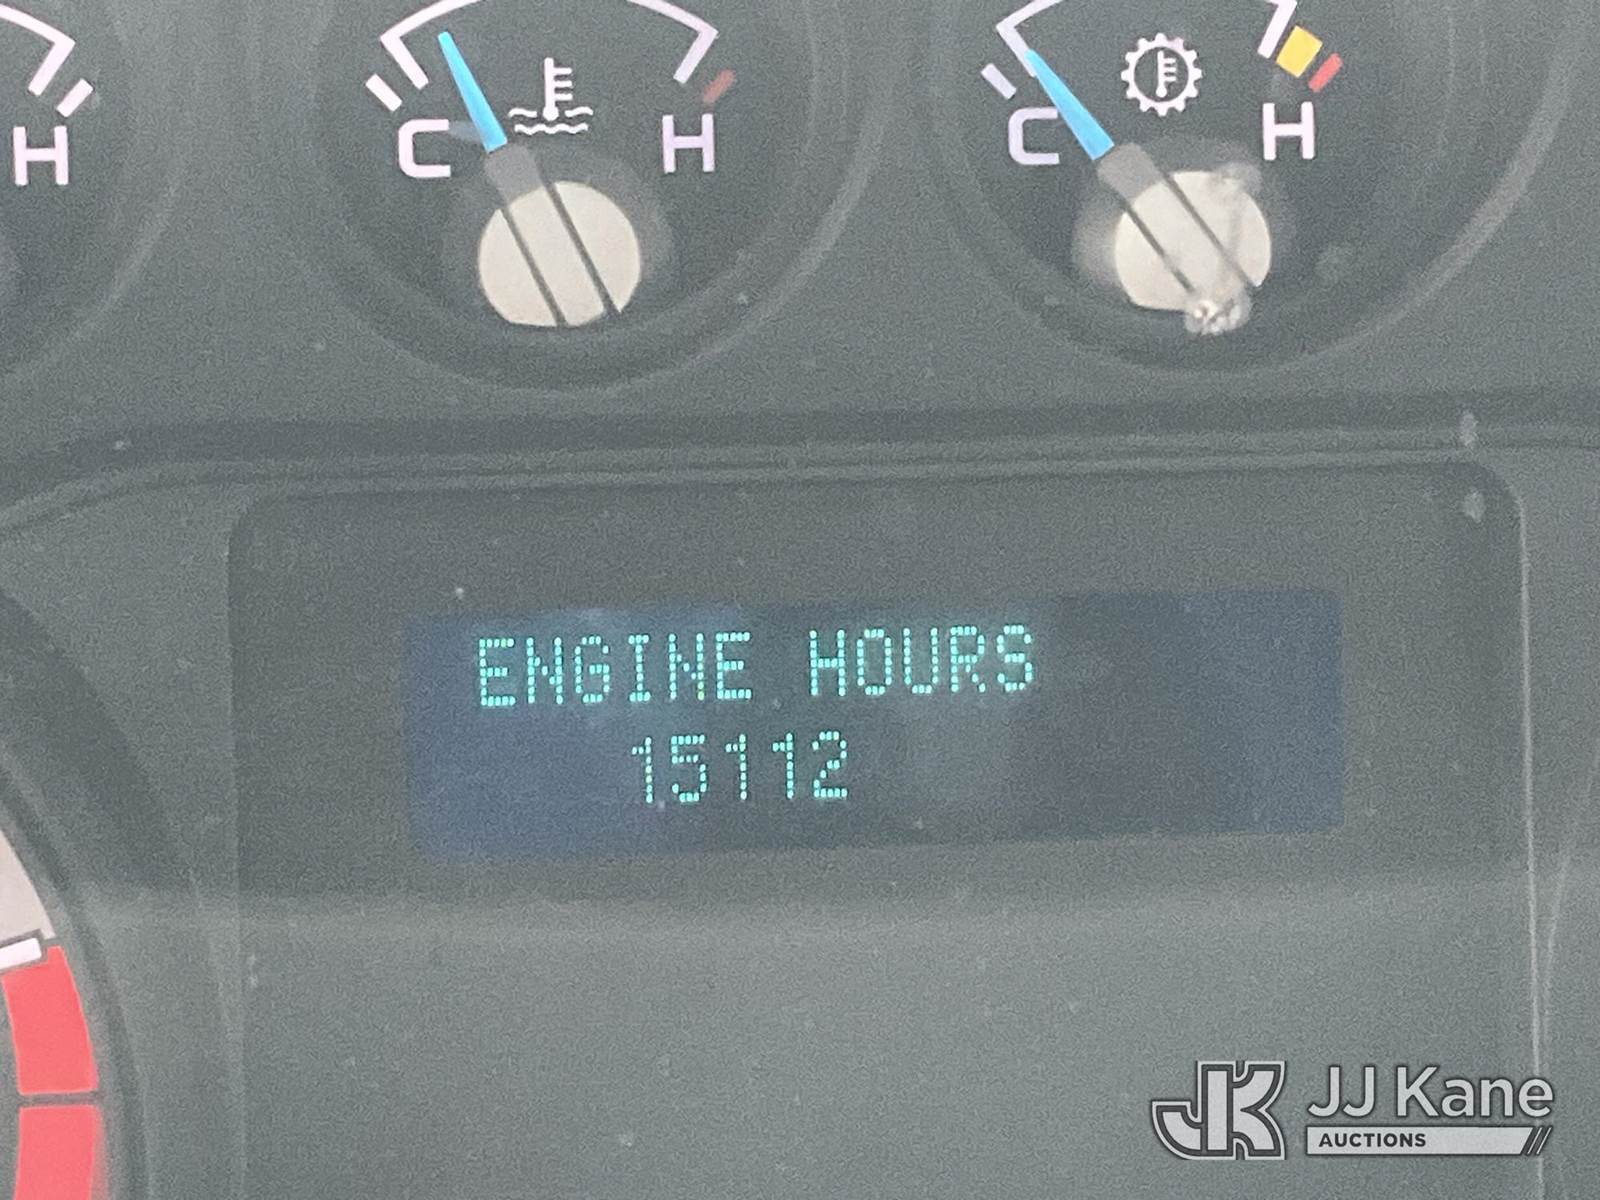 H
C H
C H
ENGINE HOURS
15112
JK JJ Kane
AUCTIONS